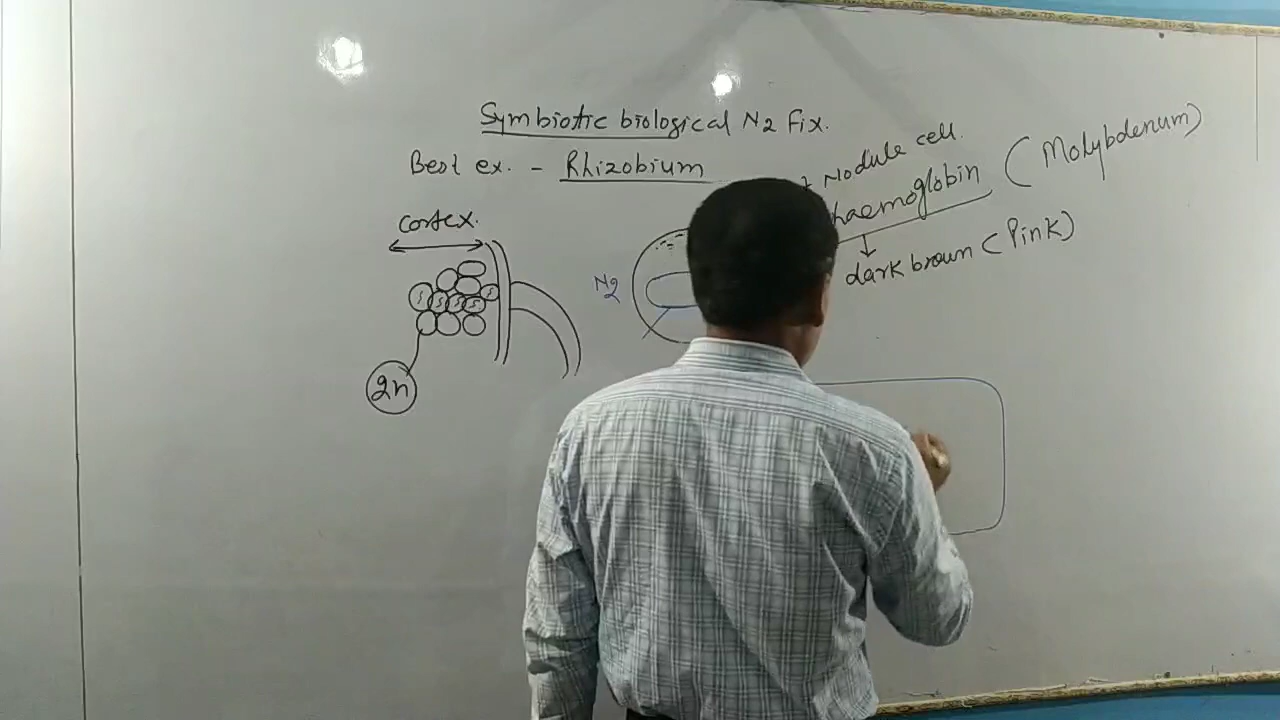 Symbiotic biological N2 Fix.
Best ex. - Rhizobium
Nodule cell.
haemoglobin (Molybdenum)
dark brown (Pink)
cortex.
N2
2n